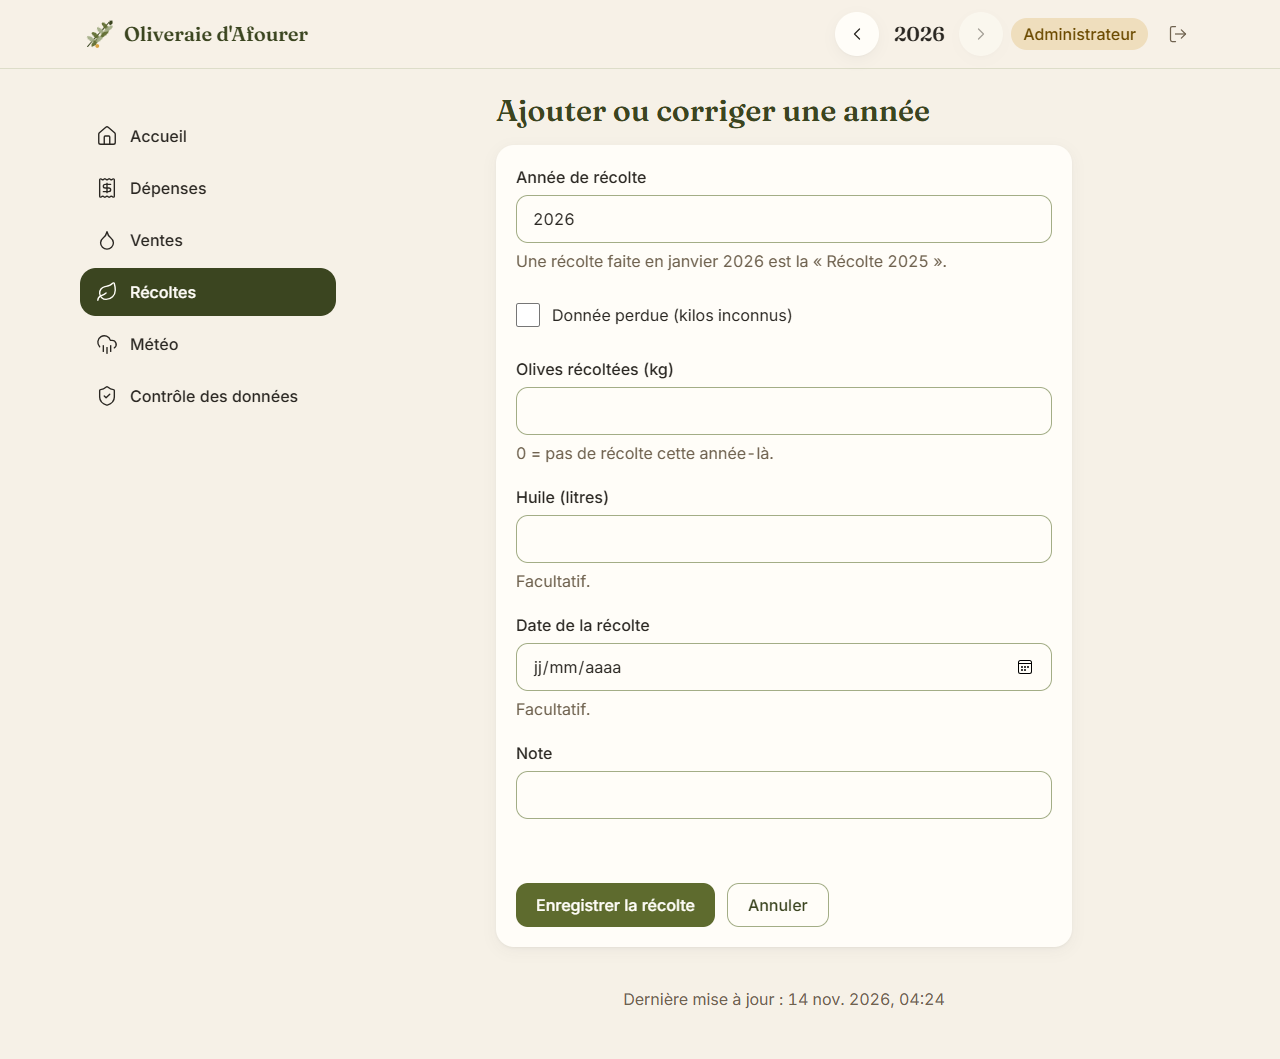 Oliveraie d'Afourer
2026
Administrateur
Accueil
Dépenses
Ventes
Récoltes
Météo
Contrôle des données
Ajouter ou corriger une année
Année de récolte
2026
Une récolte faite en janvier 2026 est la « Récolte 2025 ».
Donnée perdue (kilos inconnus)
Olives récoltées (kg)
0 = pas de récolte cette année-là.
Huile (litres)
Facultatif.
Date de la récolte
jj/mm/aaaa
Facultatif.
Note
Enregistrer la récolte
Annuler
Dernière mise à jour : 14 nov. 2026, 04:24